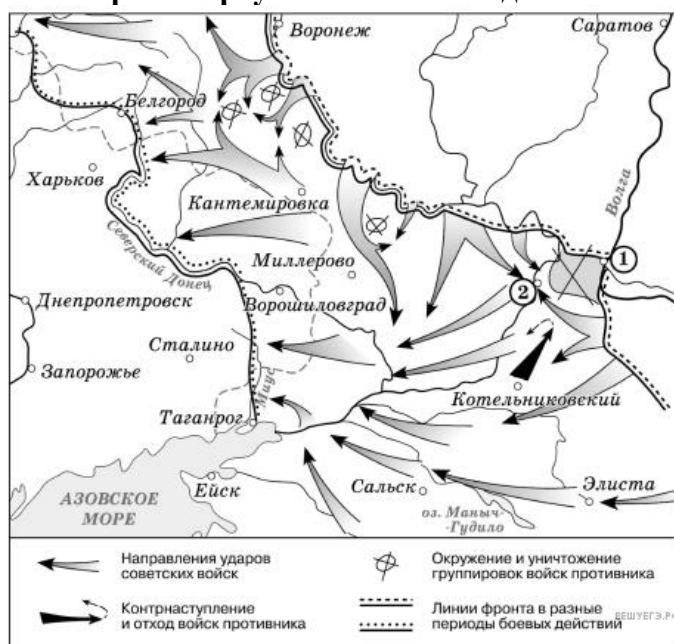 Воронеж
Саратов
Белгород
Харьков
Волга
Кантемировка
Северский Донец
Миллерово
1
2
Днепропетровск
Ворошиловград
Сталино
Запорожье
Миус
Котельниковский
Таганрог
АЗОВСКОЕ
МОРЕ
Ейск
Сальск
Элиста
оз. Маныч-
-Гудило
Направления ударов
советских войск
Окружение и уничтожение
группировок войск противника
Контрнаступление
и отход войск противника
Линии фронта в разные
периоды боевых действий
РЕШУЕГЭ.РФ